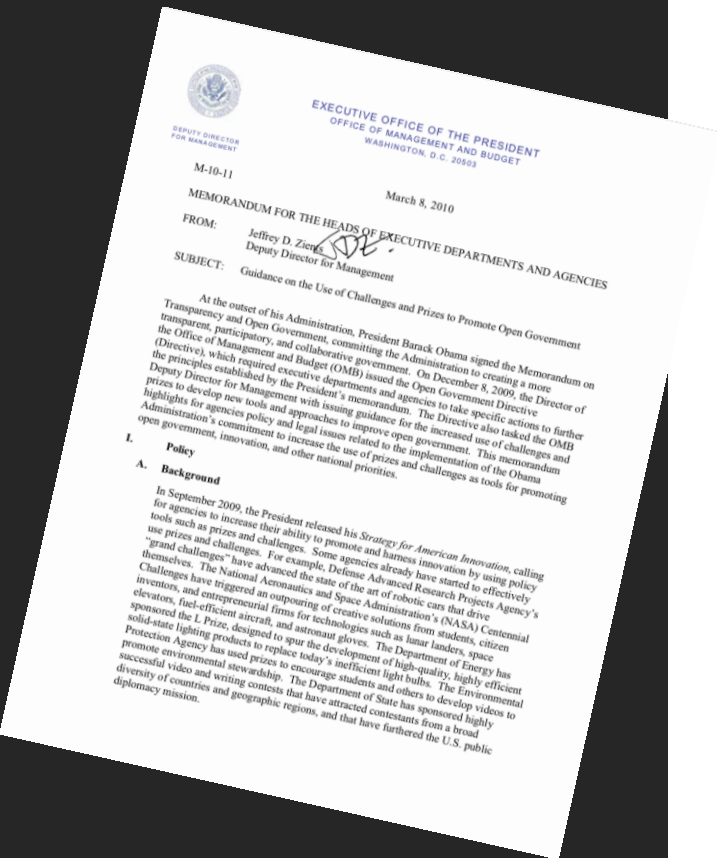 EXECUTIVE OFFICE OF THE PRESIDENT
OFFICE OF MANAGEMENT AND BUDGET
WASHINGTON, D.C. 20503
DEPUTY DIRECTOR
FOR MANAGEMENT
M-10-11
March 8, 2010
MEMORANDUM FOR THE HEADS OF EXECUTIVE DEPARTMENTS AND AGENCIES
FROM: Jeffrey D. Zients
Deputy Director for Management
SUBJECT: Guidance on the Use of Challenges and Prizes to Promote Open Government
At the outset of his Administration, President Barack Obama signed the Memorandum on
Transparency and Open Government, committing the Administration to creating a more
transparent, participatory, and collaborative government. On December 8, 2009, the Director of
the Office of Management and Budget (OMB) issued the Open Government Directive
(Directive), which required executive departments and agencies to take specific actions to further
the principles established by the President's memorandum. The Directive also tasked the OMB
Deputy Director for Management with issuing guidance for the increased use of challenges and
prizes to develop new tools and approaches to improve open government. This memorandum
highlights for agencies policy and legal issues related to the implementation of the Obama
Administration's commitment to increase the use of prizes and challenges as tools for promoting
open government, innovation, and other national priorities.
I. Policy
A. Background
In September 2009, the President released his Strategy for American Innovation, calling
for agencies to increase their ability to promote and harness innovation by using policy
tools such as prizes and challenges. Some agencies already have started to effectively
use prizes and challenges. For example, Defense Advanced Research Projects Agency's
"grand challenges" have advanced the state of the art of robotic cars that drive
themselves. The National Aeronautics and Space Administration's (NASA) Centennial
Challenges have triggered an outpouring of creative solutions from students, citizen
inventors, and entrepreneurial firms for technologies such as lunar landers, space
elevators, fuel-efficient aircraft, and astronaut gloves. The Department of Energy has
sponsored the L Prize, designed to spur the development of high-quality, highly efficient
solid-state lighting products to replace today's inefficient light bulbs. The Environmental
Protection Agency has used prizes to encourage students and others to develop videos to
promote environmental stewardship. The Department of State has sponsored highly
successful video and writing contests that have attracted contestants from a broad
diversity of countries and geographic regions, and that have furthered the U.S. public
diplomacy mission.